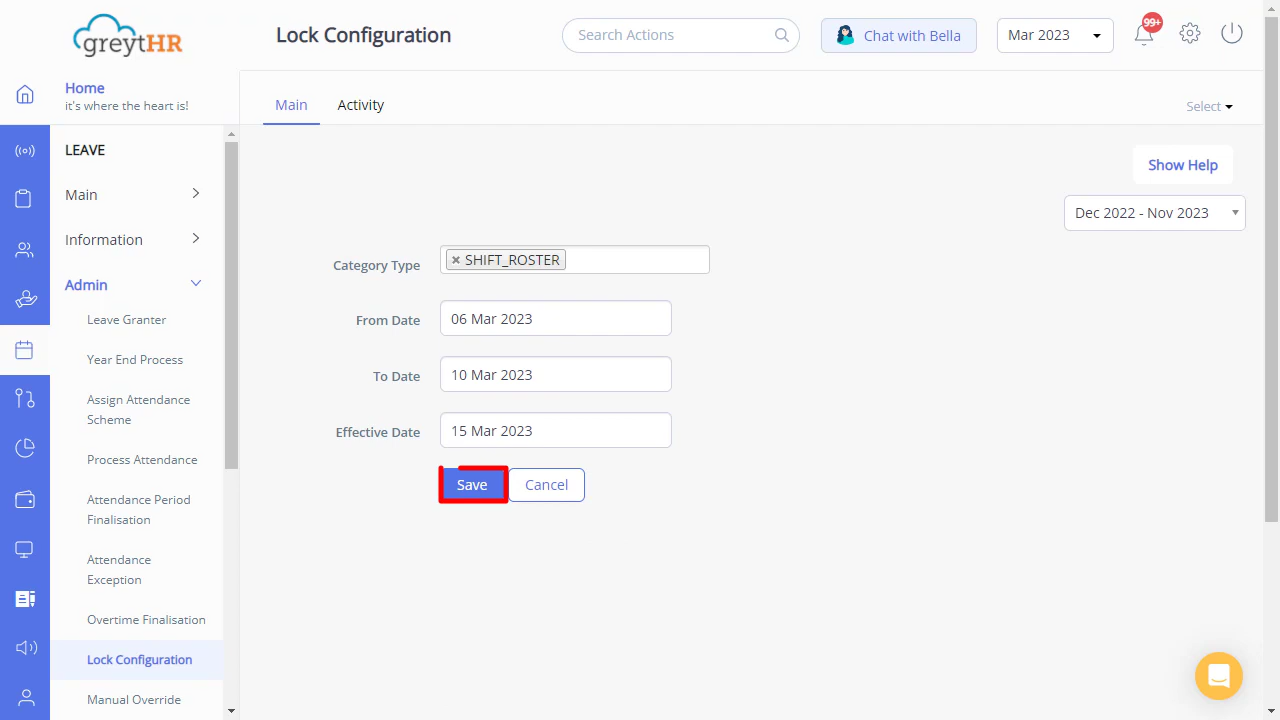 greytHR
Lock Configuration
Search Actions
Chat with Bella
Mar 2023
99+
Home
it's where the heart is!
Main
Activity
Select
LEAVE
Main
Information
Admin
Leave Granter
Year End Process
Assign Attendance
Scheme
Process Attendance
Attendance Period
Finalisation
Attendance
Exception
Overtime Finalisation
Lock Configuration
Manual Override
Show Help
Dec 2022 - Nov 2023
Category Type
× SHIFT_ROSTER
From Date
06 Mar 2023
To Date
10 Mar 2023
Effective Date
15 Mar 2023
Save
Cancel